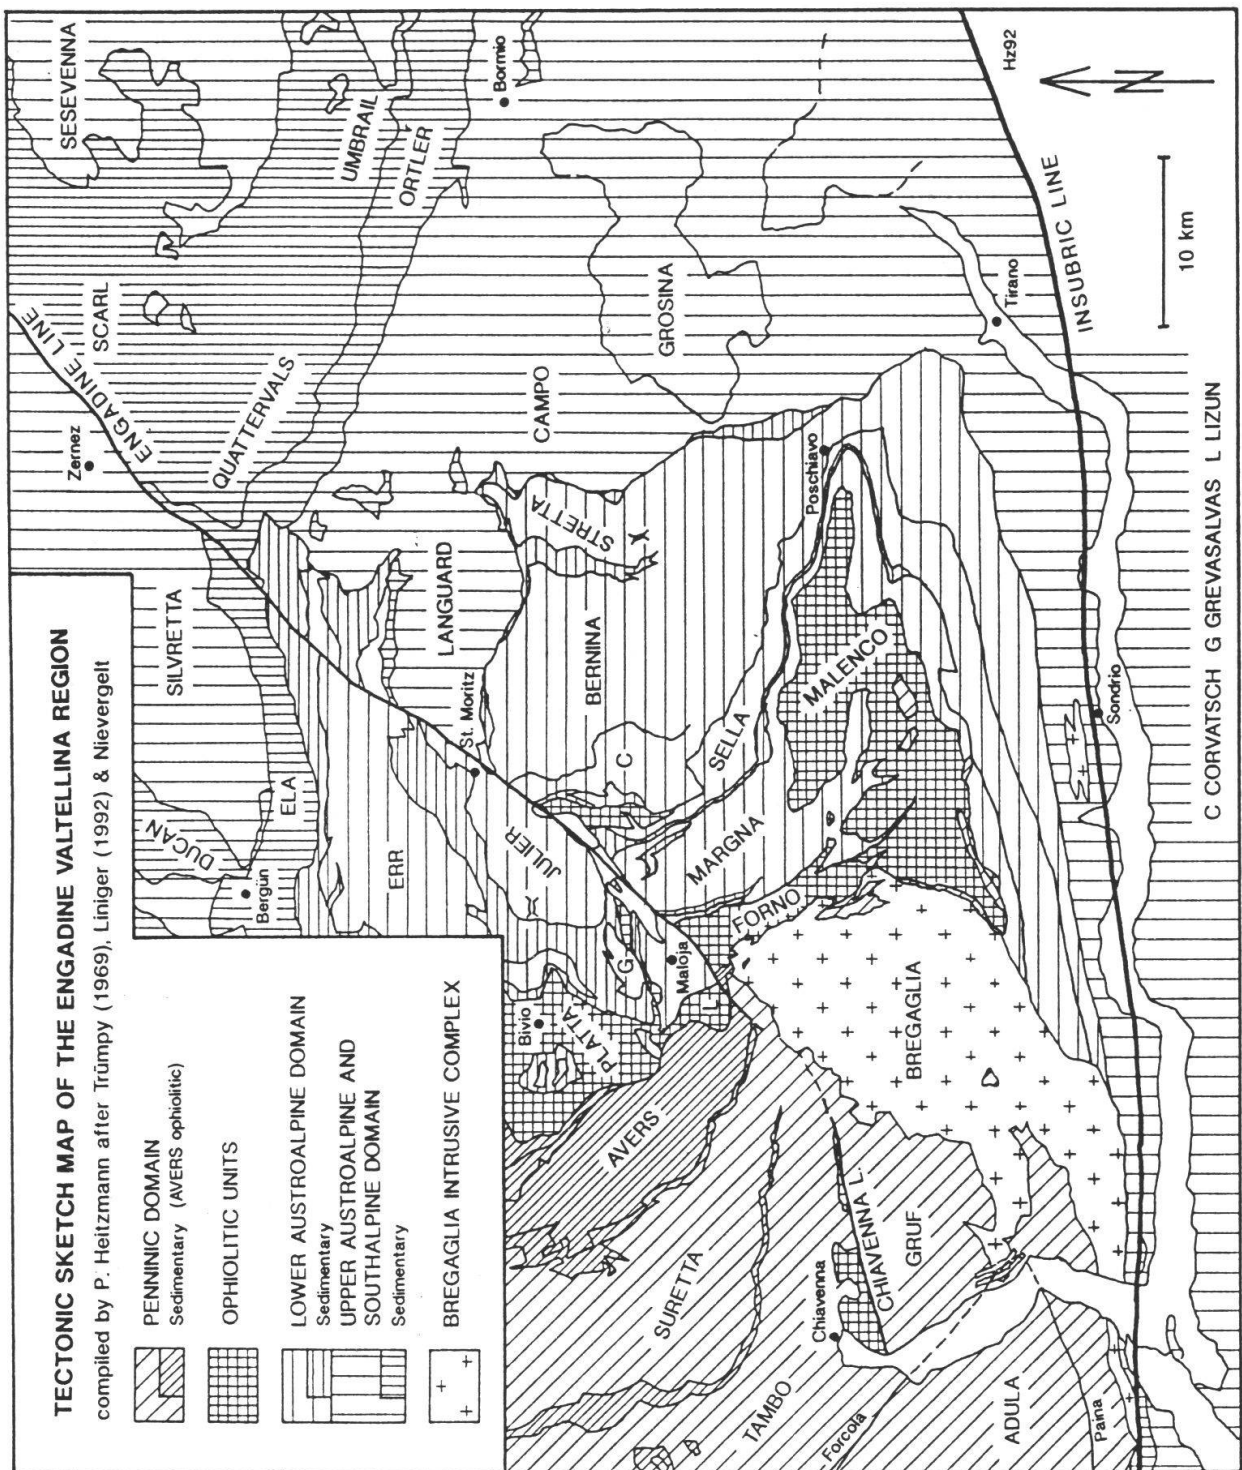 TECTONIC SKETCH MAP OF THE ENGADINE VALTELLINA REGION
compiled by P. Heitzmann after Trümpy (1969), Liniger (1992) & Nievergelt
PENNINIC DOMAIN
Sedimentary (AVERS ophiolitic)
OPHIOLITIC UNITS
LOWER AUSTROALPINE DOMAIN
Sedimentary
UPPER AUSTROALPINE AND
SOUTHALPINE DOMAIN
Sedimentary
BREGAGLIA INTRUSIVE COMPLEX
SILVRETTA
DUCAN
Bergün
ELA
ERR
JULIER
St. Moritz
Zernez
ENGADINE LINE
SCARL
SESEVENNA
QUATTERVALS
UMBRAIL
ORTLER
Bormio
LANGUARD
CAMPO
STRETTA
BERNINA
GROSINA
C
SELLA
MARGNA
MALENCO
Poschiavo
Tirano
Bivio
PLATTA
G
Maloja
L
FORNO
AVERS
SURETTA
TAMBO
Chiavenna
CHIAVENNA L.
GRUF
BREGAGLIA
Forcola
ADULA
Paina
Sondrio
INSUBRIC LINE
Hz92
N
10 km
C CORVATSCH G GREVASALVAS L LIZUN